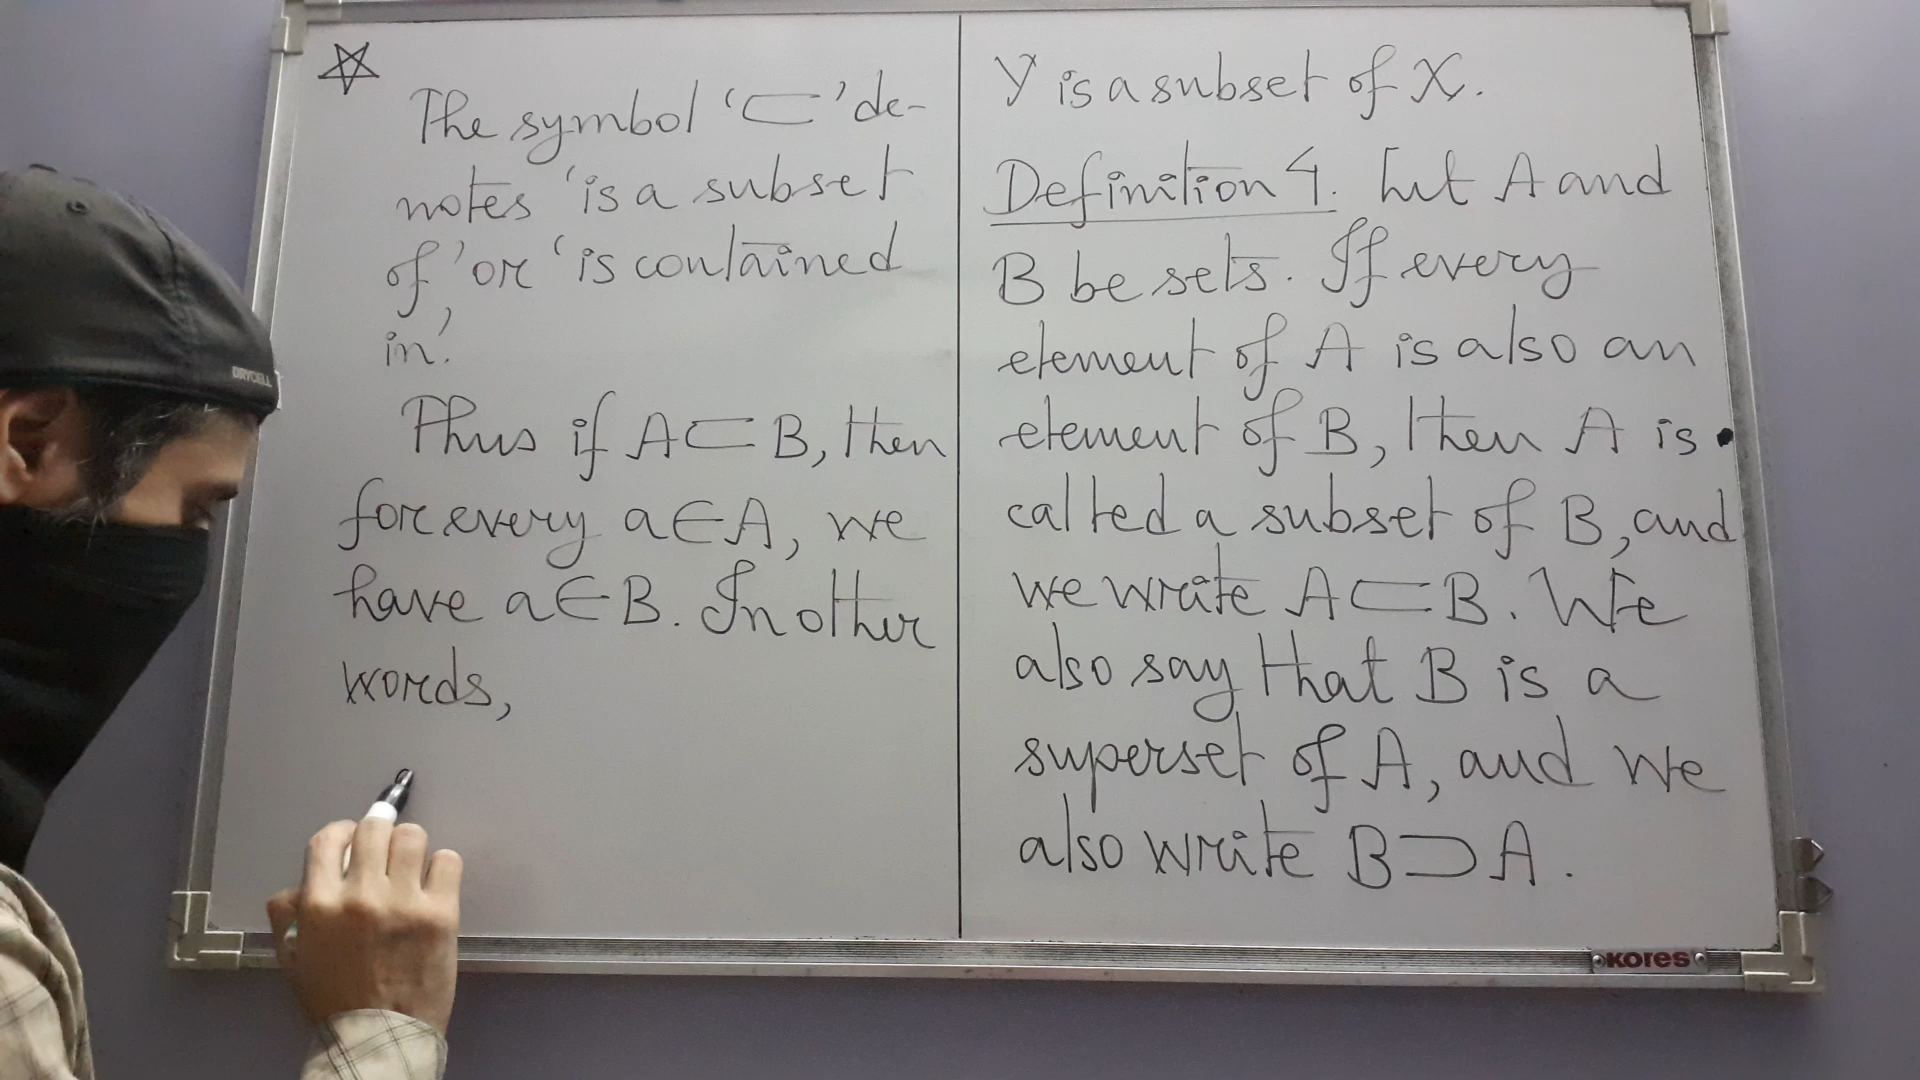 The symbol ‘⊂’ de-
notes ‘is a subset
of’, or ‘is contained
in’.
Thus if A⊂B, then
for every a∈A, we
have a∈B. In other
words,
Y is a subset of X.
Definition 4. Let A and
B be sets. If every
element of A is also an
element of B, then A is
called a subset of B, and
we write A⊂B. We
also say that B is a
superset of A, and we
also write B⊃A.
DRYCELL
KORES